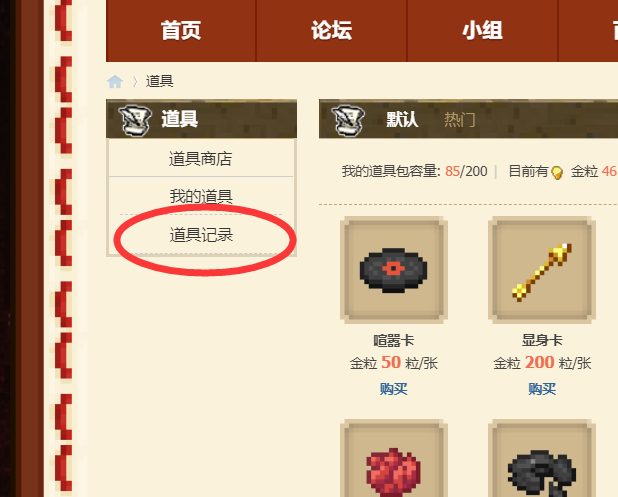 首页 论坛 小组
道具
道具 默认 热门
道具商店
我的道具包容量: 85/200 | 目前有 金粒 46
我的道具
道具记录
喧嚣卡 显身卡
金粒 50 粒/张 金粒 200 粒/张
购买 购买